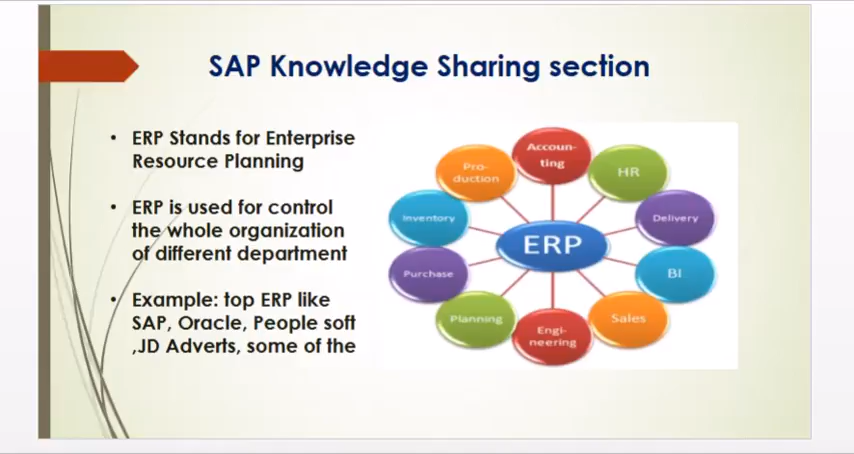 SAP Knowledge Sharing section
• ERP Stands for Enterprise
Resource Planning
• ERP is used for control
the whole organization
of different department
• Example: top ERP like
SAP, Oracle, People soft
,JD Adverts, some of the
Accoun-
ting
HR
Delivery
BI
Sales
Engi-
neering
Planning
Purchase
Inventory
Pro-
duction
ERP